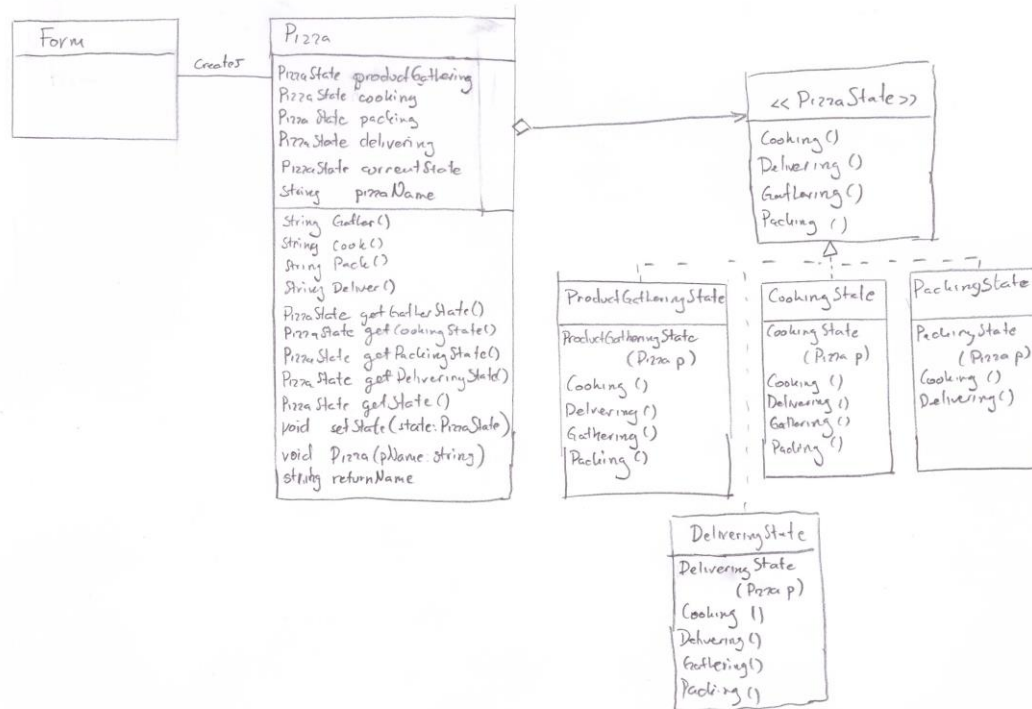 Form
creates
Pizza
PizzaState productGathering
PizzaState cooking
PizzaState packing
PizzaState delivering
PizzaState currentState
String pizzaName
String Gather()
String Cook()
String Pack()
String Deliver()
PizzaState getGatherState()
PizzaState getCookingState()
PizzaState getPackingState()
PizzaState getDeliveringState()
PizzaState getState()
void setState(state:PizzaState)
void Pizza(pName:string)
string returnName
<<PizzaState>>
Cooking()
Delivering()
Gathering()
Packing()
ProductGatheringState
ProductGatheringState
(Pizza p)
Cooking()
Delivering()
Gathering()
Packing()
CookingState
CookingState
(Pizza p)
Cooking()
Delivering()
Gathering()
Packing()
PackingState
PackingState
(Pizza p)
Cooking()
Delivering()
DeliveringState
DeliveringState
(Pizza p)
Cooking()
Delivering()
Gathering()
Packing()